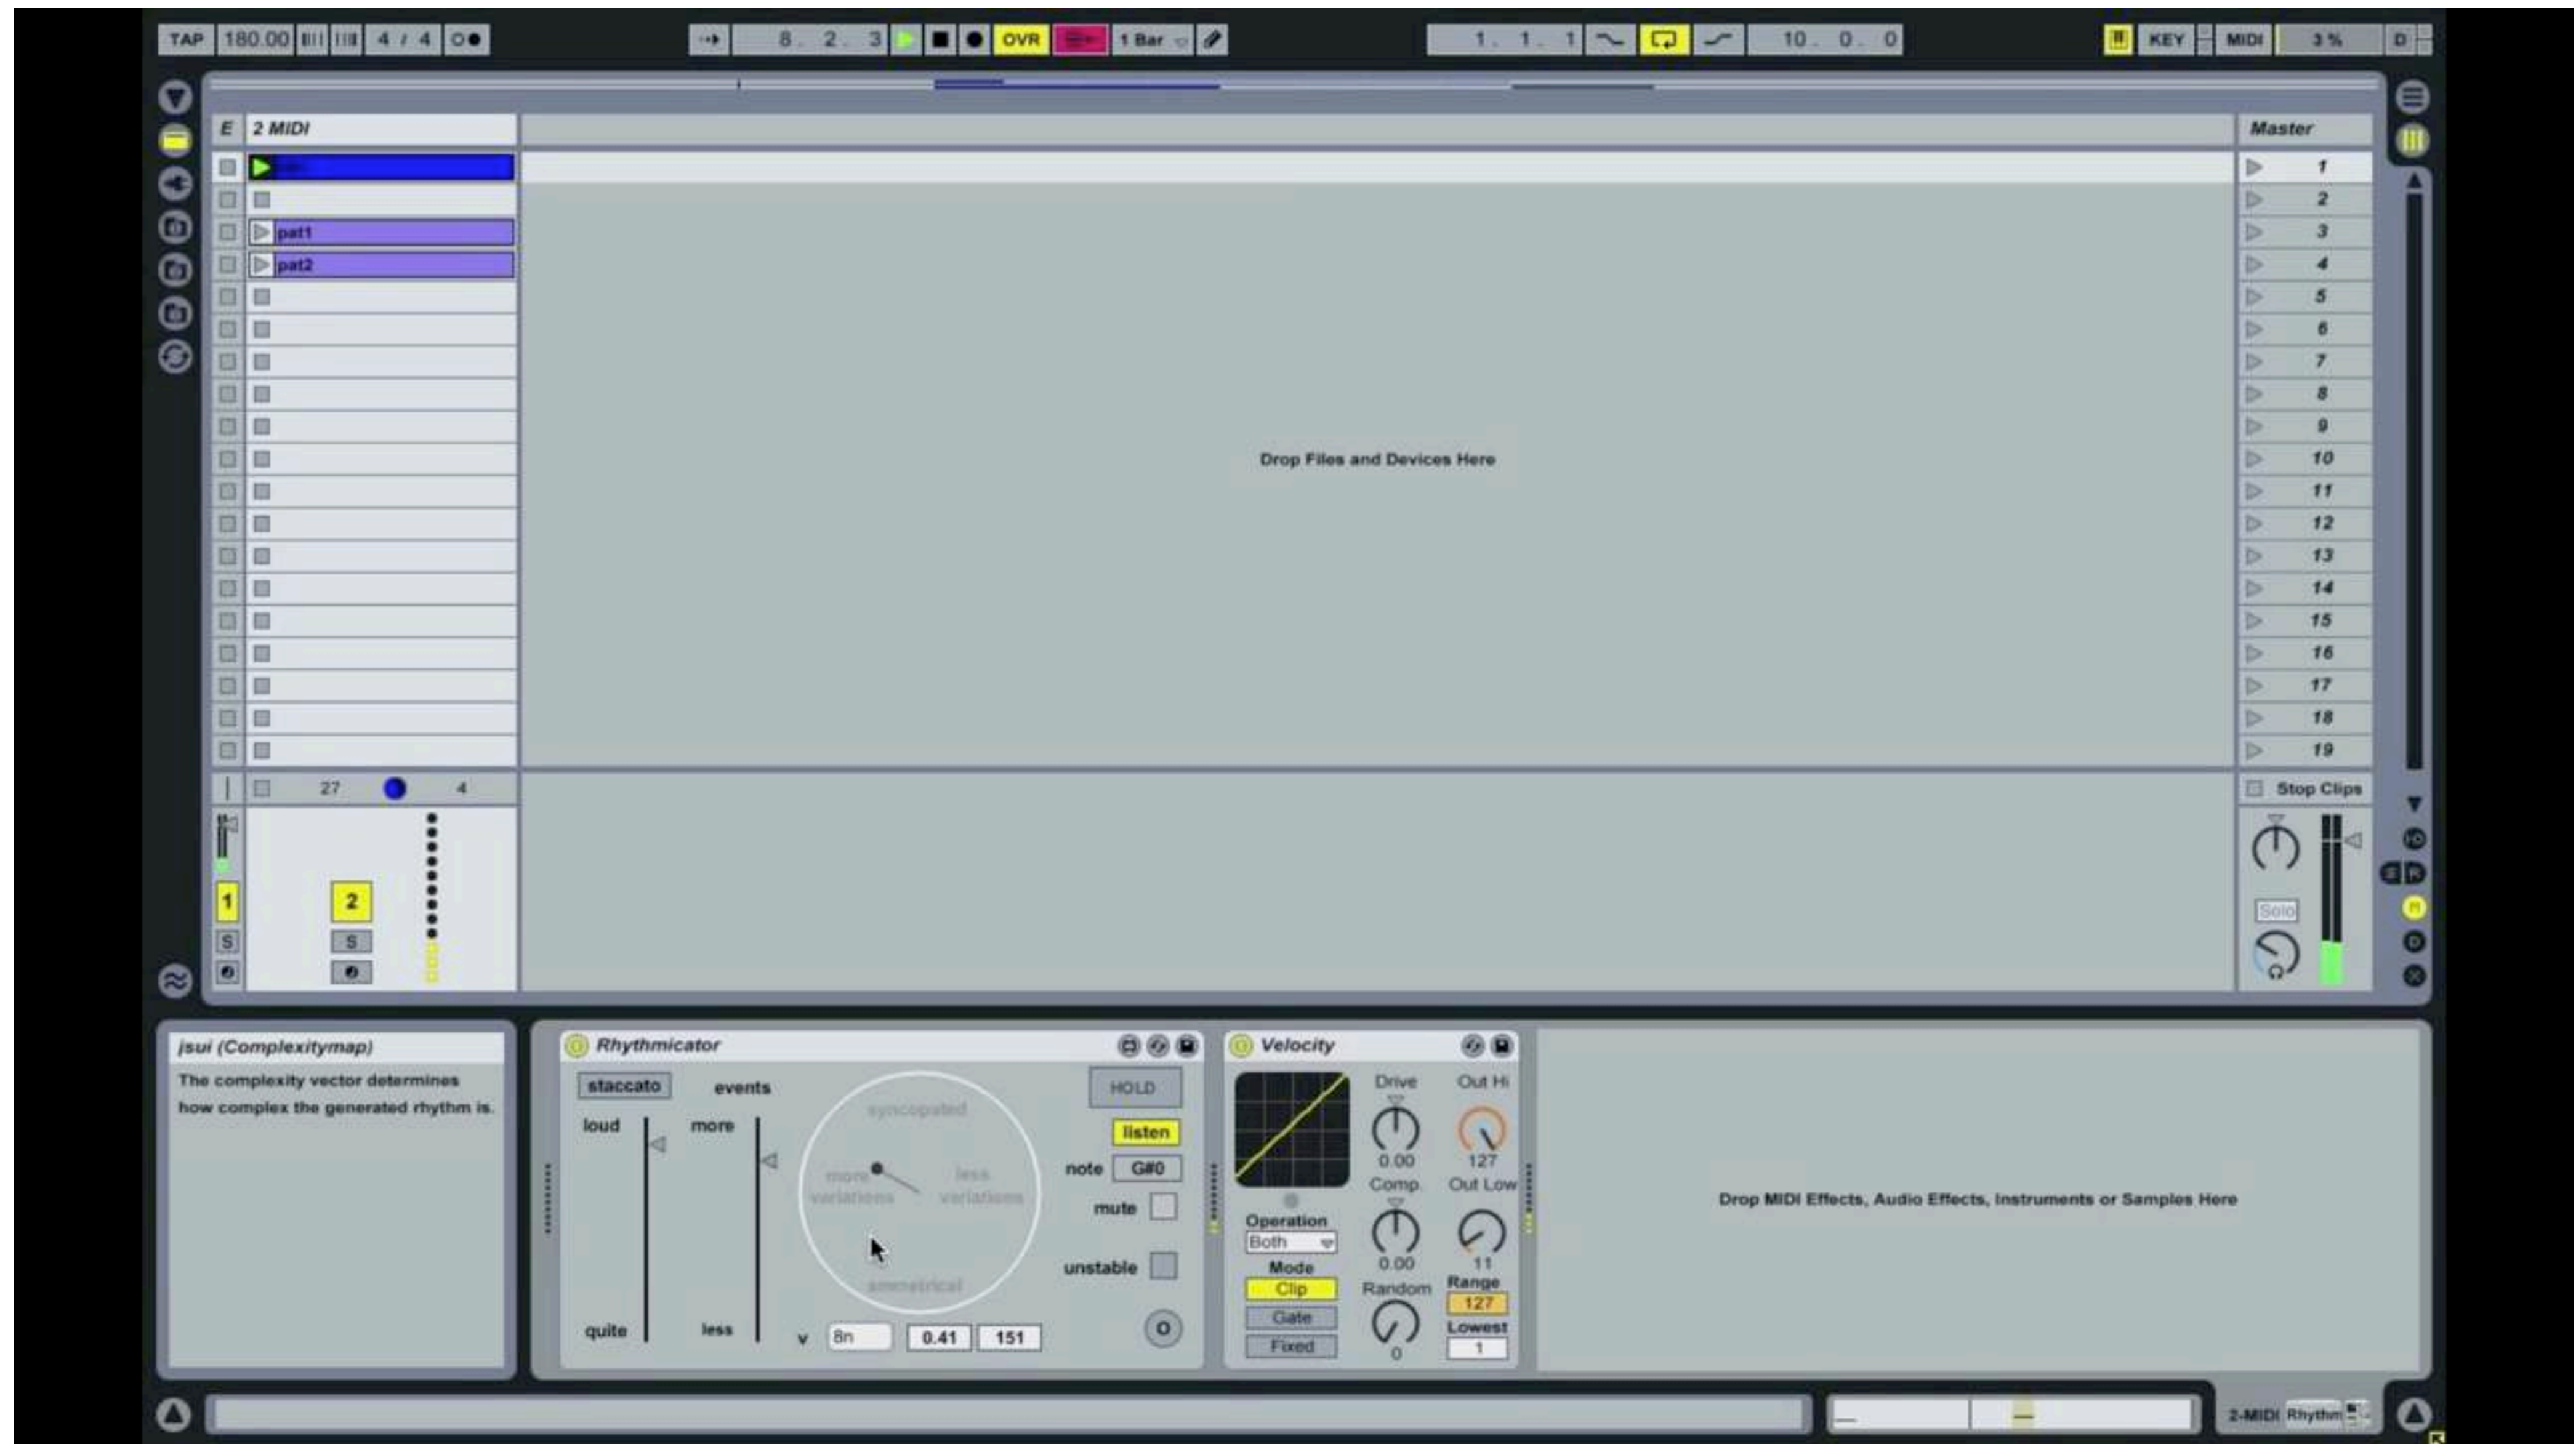 TAP 180.00 4 / 4 8. 2. 3 OVR 1 Bar 1. 1. 1 10. 0. 0 KEY MIDI 3 % D
E 2 MIDI Master
1
2
pat1 3
pat2 4
5
6
7
8
9
Drop Files and Devices Here 10
11
12
13
14
15
16
17
18
19
27 4 Stop Clips
1 2 Solo
S S
jsui (Complexitymap)
The complexity vector determines
how complex the generated rhythm is.
Rhythmicator
staccato events
loud more
syncopated
more variations
less variations
smmetrical
quite less
v 8n 0.41 151
HOLD
listen
note G#0
mute
unstable
O
Velocity
Drive Out Hi
0.00 127
Comp. Out Low
Operation
Both
0.00 11
Mode
Clip
Random Range
127
Gate
Lowest
Fixed
0 1
Drop MIDI Effects, Audio Effects, Instruments or Samples Here
2-MIDI Rhythm